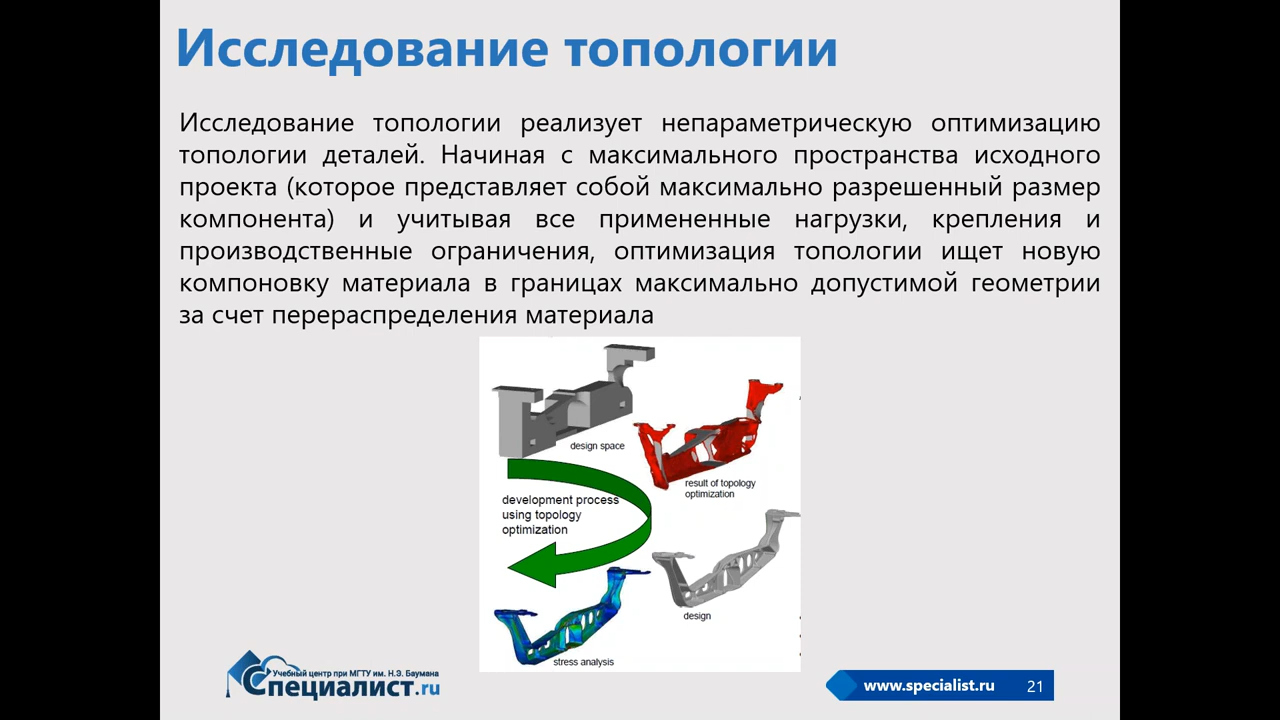 Исследование топологии
Исследование топологии реализует непараметрическую оптимизацию
топологии деталей. Начиная с максимального пространства исходного
проекта (которое представляет собой максимально разрешенный размер
компонента) и учитывая все примененные нагрузки, крепления и
производственные ограничения, оптимизация топологии ищет новую
компоновку материала в границах максимально допустимой геометрии
за счет перераспределения материала
design space
result of topology
optimization
development process
using topology
optimization
design
stress analysis
Учебный центр при МГТУ им. Н.Э. Баумана
Специалист.ru
www.specialist.ru
21